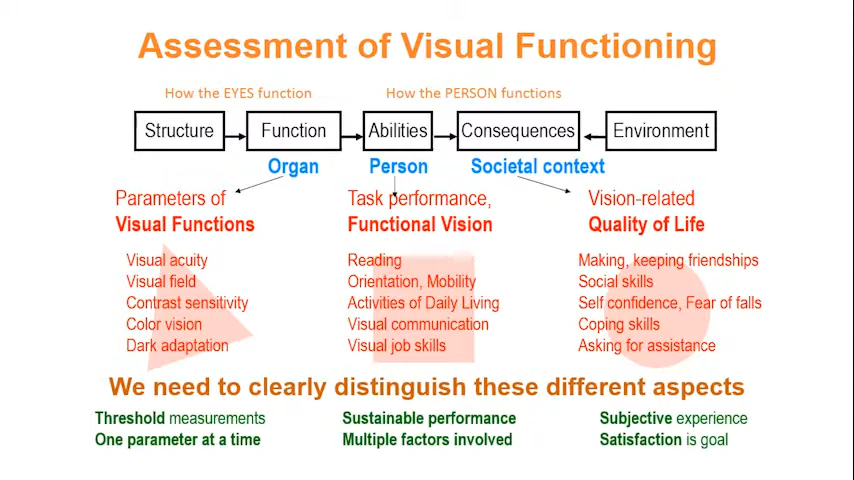 Assessment of Visual Functioning
How the EYES function
How the PERSON functions
Structure
Function
Abilities
Consequences
Environment
Organ
Person
Societal context
Parameters of
Visual Functions
Visual acuity
Visual field
Contrast sensitivity
Color vision
Dark adaptation
Task performance,
Functional Vision
Reading
Orientation, Mobility
Activities of Daily Living
Visual communication
Visual job skills
Vision-related
Quality of Life
Making, keeping friendships
Social skills
Self confidence, Fear of falls
Coping skills
Asking for assistance
We need to clearly distinguish these different aspects
Threshold measurements
One parameter at a time
Sustainable performance
Multiple factors involved
Subjective experience
Satisfaction is goal